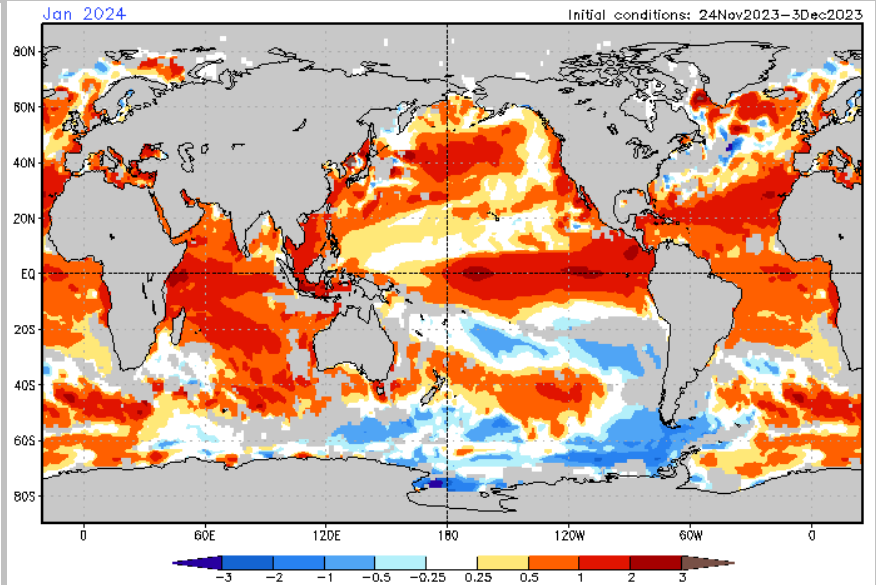 Jan 2024 Initial conditions: 24Nov2023-3Dec2023
80N
60N
40N
20N
EQ
20S
40S
60S
80S
0 60E 120E 180 120W 60W 0
-3 -2 -1 -0.5 -0.25 0.25 0.5 1 2 3